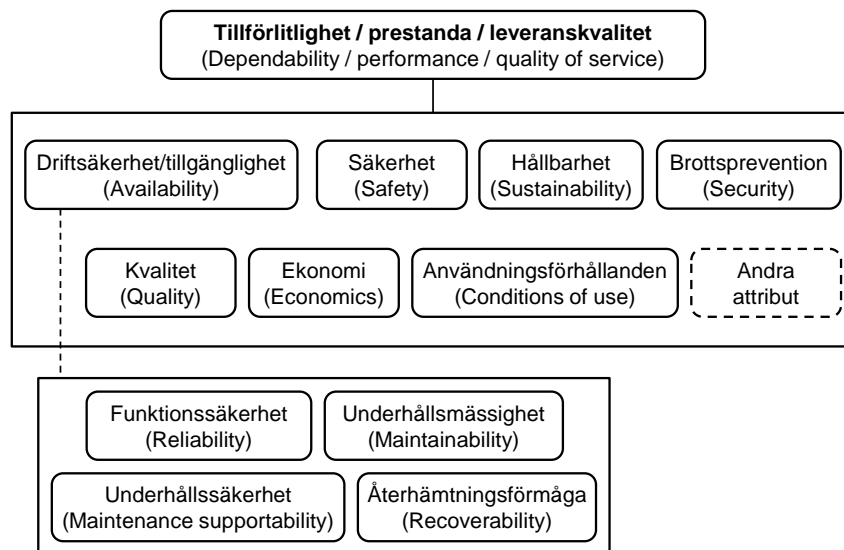 Tillförlitlighet / prestanda / leveranskvalitet
(Dependability / performance / quality of service)
Driftsäkerhet/tillgänglighet
(Availability)
Säkerhet
(Safety)
Hållbarhet
(Sustainability)
Brottsprevention
(Security)
Kvalitet
(Quality)
Ekonomi
(Economics)
Användningsförhållanden
(Conditions of use)
Andra
attribut
Funktionssäkerhet
(Reliability)
Underhållsmässighet
(Maintainability)
Underhållssäkerhet
(Maintenance supportability)
Återhämtningsförmåga
(Recoverability)